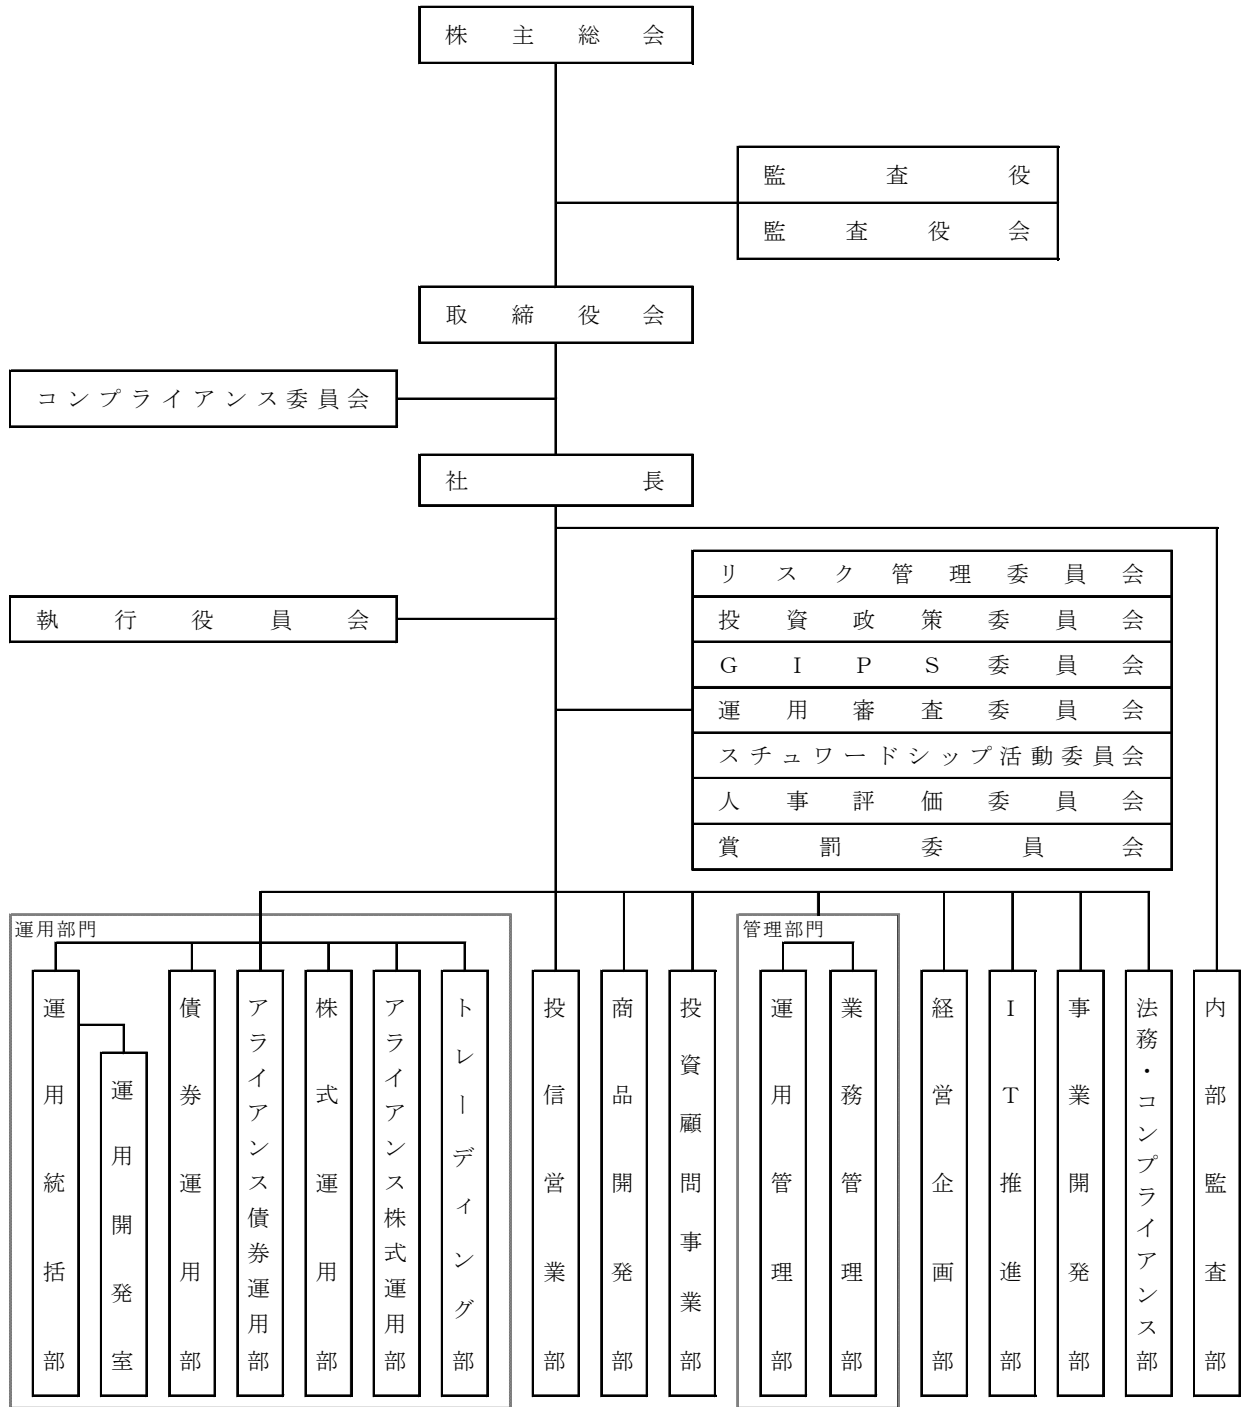 株主総会
監査役
監査役会
取締役会
コンプライアンス委員会
社長
リスク管理委員会
執行役員会
投資政策委員会
GIPS委員会
運用審査委員会
スチュワードシップ活動委員会
人事評価委員会
賞罰委員会
運用部門
管理部門
運用統括部
運用開発室
債券運用部
アライアンス債券運用部
株式運用部
アライアンス株式運用部
トレーディング部
投信営業部
商品開発部
投資顧問事業部
運用管理部
業務管理部
経営企画部
IT推進部
事業開発部
法務・コンプライアンス部
内部監査部